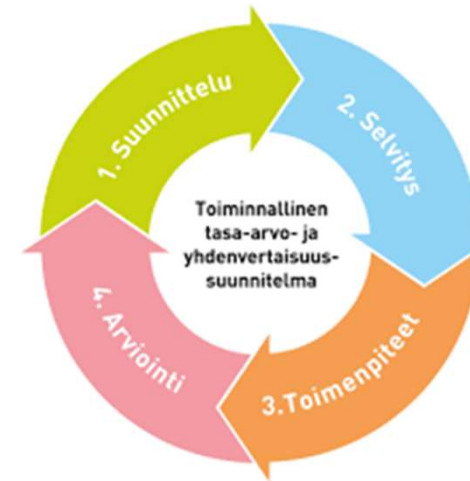 1. Suunnittelu
2. Selvitys
3.Toimenpiteet
4. Arviointi
Toiminnallinen
tasa-arvo- ja
yhdenvertaisuus-
suunnitelma